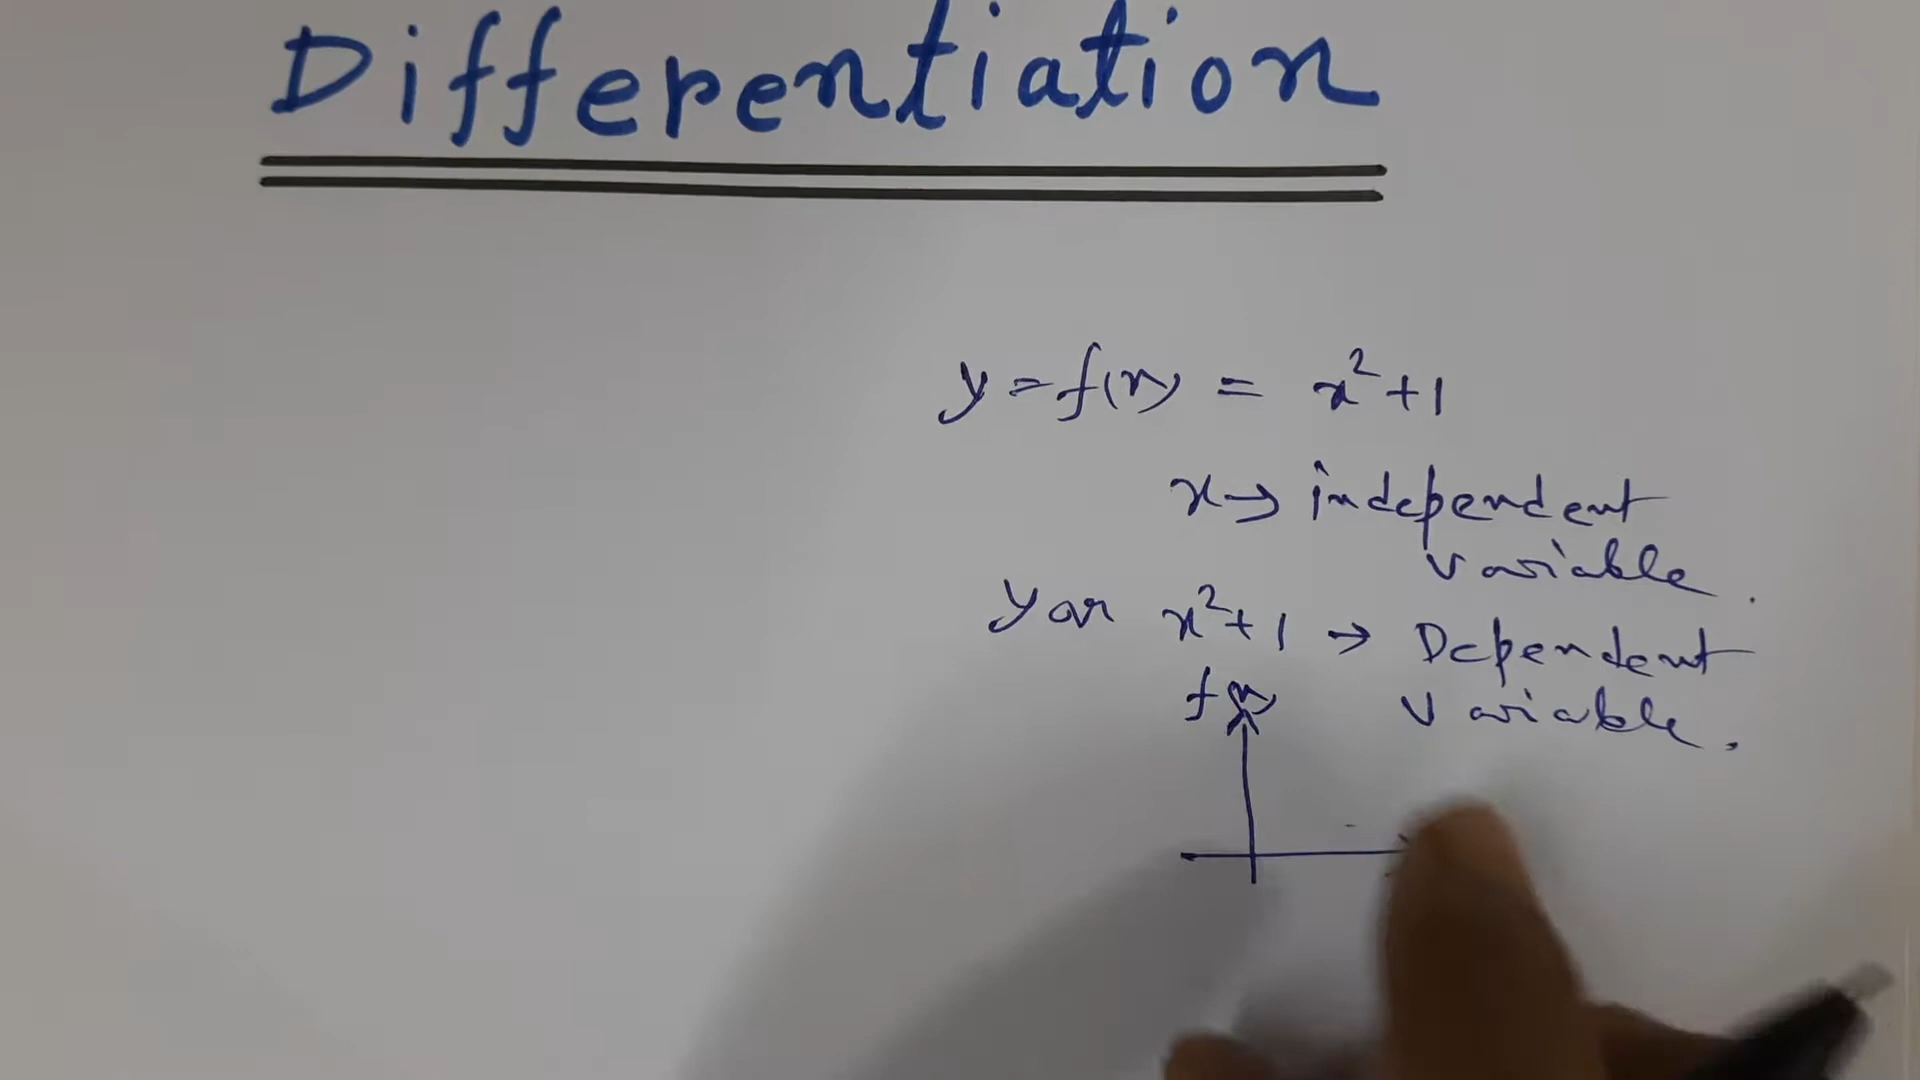 Differentiation
y = f(x) = x²+1
x → independent
variable.
y or x²+1 → Dependent
variable.
f(x)